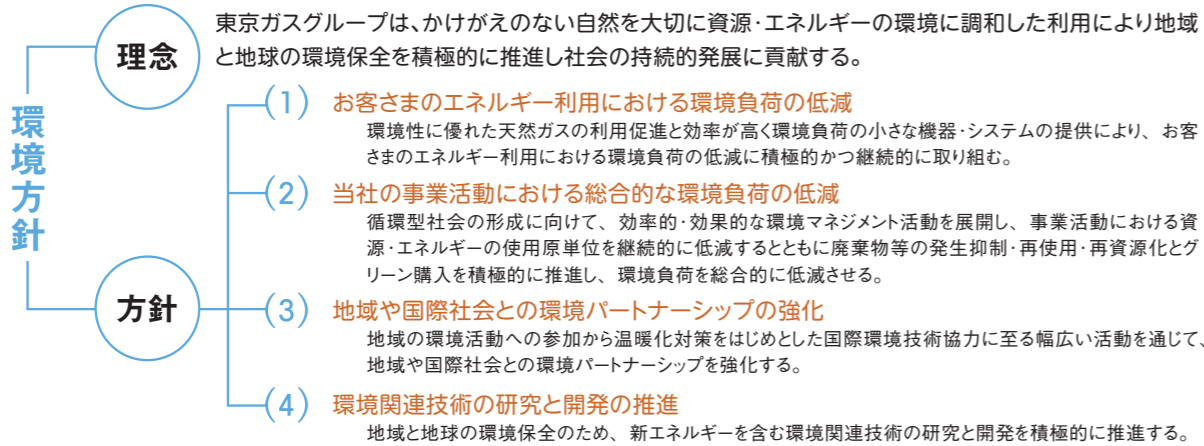 環境方針
理念
東京ガスグループは、かけがえのない自然を大切に資源・エネルギーの環境に調和した利用により地域
と地球の環境保全を積極的に推進し社会の持続的発展に貢献する。
方針
(1) お客さまのエネルギー利用における環境負荷の低減
環境性に優れた天然ガスの利用促進と効率が高く環境負荷の小さな機器・システムの提供により、お客
さまのエネルギー利用における環境負荷の低減に積極的かつ継続的に取り組む。
(2) 当社の事業活動における総合的な環境負荷の低減
循環型社会の形成に向けて、効率的・効果的な環境マネジメント活動を展開し、事業活動における資
源・エネルギーの使用原単位を継続的に低減するとともに廃棄物等の発生抑制・再使用・再資源化とグ
リーン購入を積極的に推進し、環境負荷を総合的に低減させる。
(3) 地域や国際社会との環境パートナーシップの強化
地域の環境活動への参加から温暖化対策をはじめとした国際環境技術協力に至る幅広い活動を通じて、
地域や国際社会との環境パートナーシップを強化する。
(4) 環境関連技術の研究と開発の推進
地域と地球の環境保全のため、新エネルギーを含む環境関連技術の研究と開発を積極的に推進する。